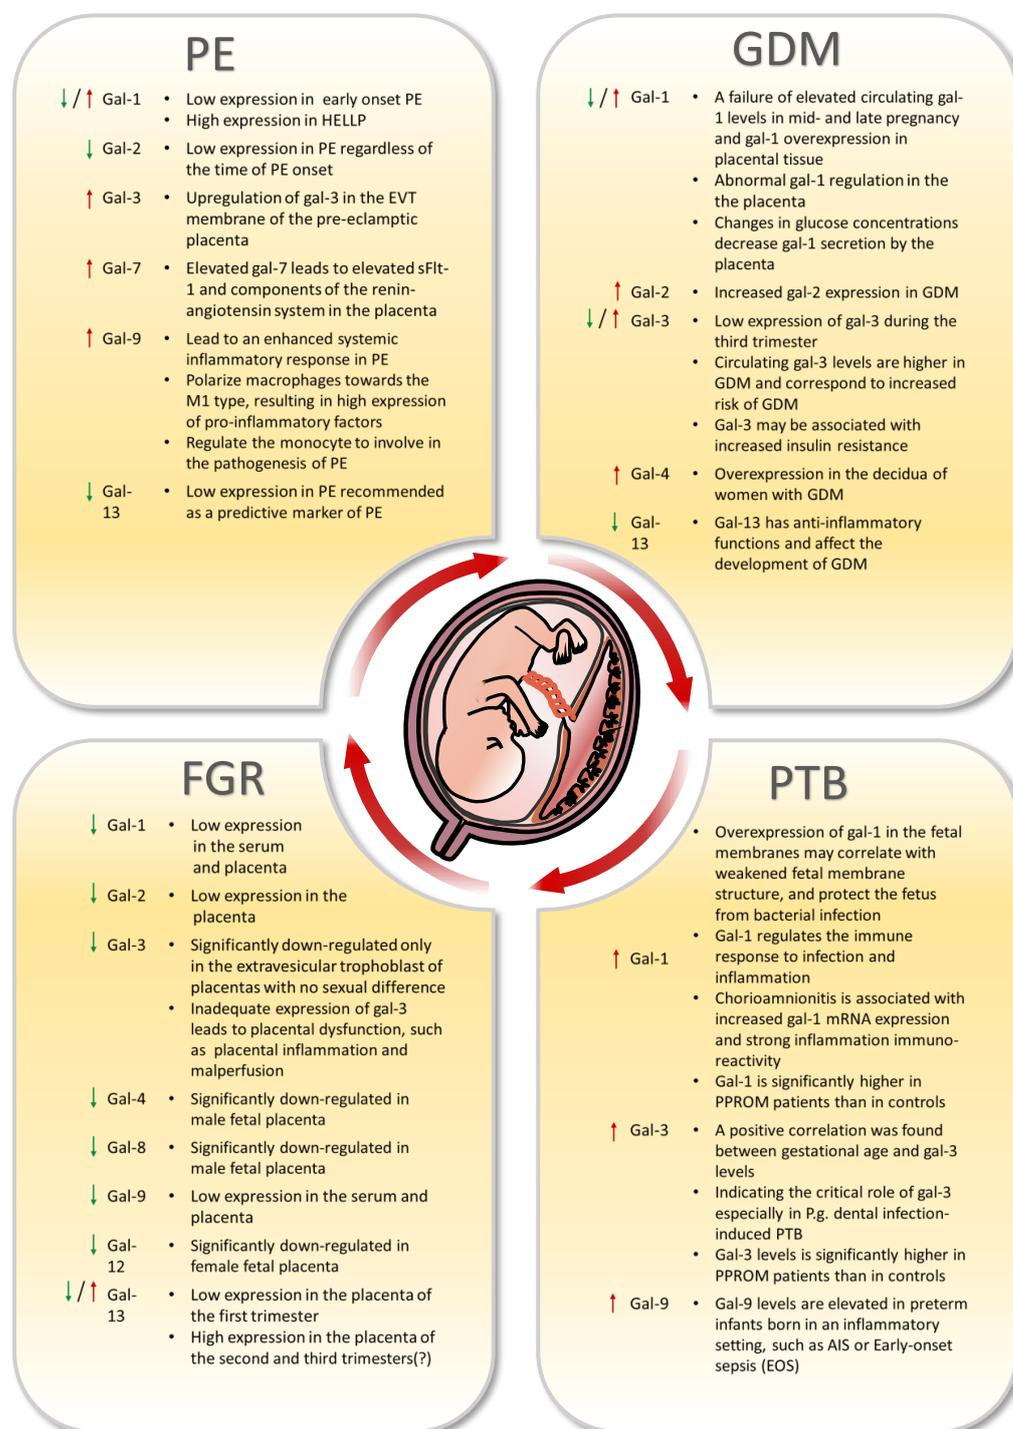 PE
↓/↑ Gal-1 • Low expression in early onset PE
• High expression in HELLP
↓ Gal-2 • Low expression in PE regardless of
the time of PE onset
↑ Gal-3 • Upregulation of gal-3 in the EVT
membrane of the pre-eclamptic
placenta
↑ Gal-7 • Elevated gal-7 leads to elevated sFlt-
1 and components of the renin-
angiotensin system in the placenta
↑ Gal-9 • Lead to an enhanced systemic
inflammatory response in PE
• Polarize macrophages towards the
M1 type, resulting in high expression
of pro-inflammatory factors
• Regulate the monocyte to involve in
the pathogenesis of PE
↓ Gal- • Low expression in PE recommended
13 as a predictive marker of PE
GDM
↓/↑ Gal-1 • A failure of elevated circulating gal-
1 levels in mid- and late pregnancy
and gal-1 overexpression in
placental tissue
• Abnormal gal-1 regulation in the
the placenta
• Changes in glucose concentrations
decrease gal-1 secretion by the
placenta
↑ Gal-2 • Increased gal-2 expression in GDM
↓/↑ Gal-3 • Low expression of gal-3 during the
third trimester
• Circulating gal-3 levels are higher in
GDM and correspond to increased
risk of GDM
• Gal-3 may be associated with
increased insulin resistance
↑ Gal-4 • Overexpression in the decidua of
women with GDM
↓ Gal- • Gal-13 has anti-inflammatory
13 functions and affect the
development of GDM
FGR
↓ Gal-1 • Low expression
in the serum
and placenta
↓ Gal-2 • Low expression in the
placenta
↓ Gal-3 • Significantly down-regulated only
in the extravesicular trophoblast of
placentas with no sexual difference
• Inadequate expression of gal-3
leads to placental dysfunction, such
as placental inflammation and
malperfusion
↓ Gal-4 • Significantly down-regulated in
male fetal placenta
↓ Gal-8 • Significantly down-regulated in
male fetal placenta
↓ Gal-9 • Low expression in the serum and
placenta
↓ Gal- • Significantly down-regulated in
12 female fetal placenta
↓/↑ Gal- • Low expression in the placenta of
13 the first trimester
• High expression in the placenta of
the second and third trimesters(?)
PTB
• Overexpression of gal-1 in the fetal
membranes may correlate with
weakened fetal membrane
structure, and protect the fetus
from bacterial infection
• Gal-1 regulates the immune
↑ Gal-1 response to infection and
inflammation
• Chorioamnionitis is associated with
increased gal-1 mRNA expression
and strong inflammation immuno-
reactivity
• Gal-1 is significantly higher in
PPROM patients than in controls
↑ Gal-3 • A positive correlation was found
between gestational age and gal-3
levels
• Indicating the critical role of gal-3
especially in P.g. dental infection-
induced PTB
• Gal-3 levels is significantly higher in
PPROM patients than in controls
↑ Gal-9 • Gal-9 levels are elevated in preterm
infants born in an inflammatory
setting, such as AIS or Early-onset
sepsis (EOS)